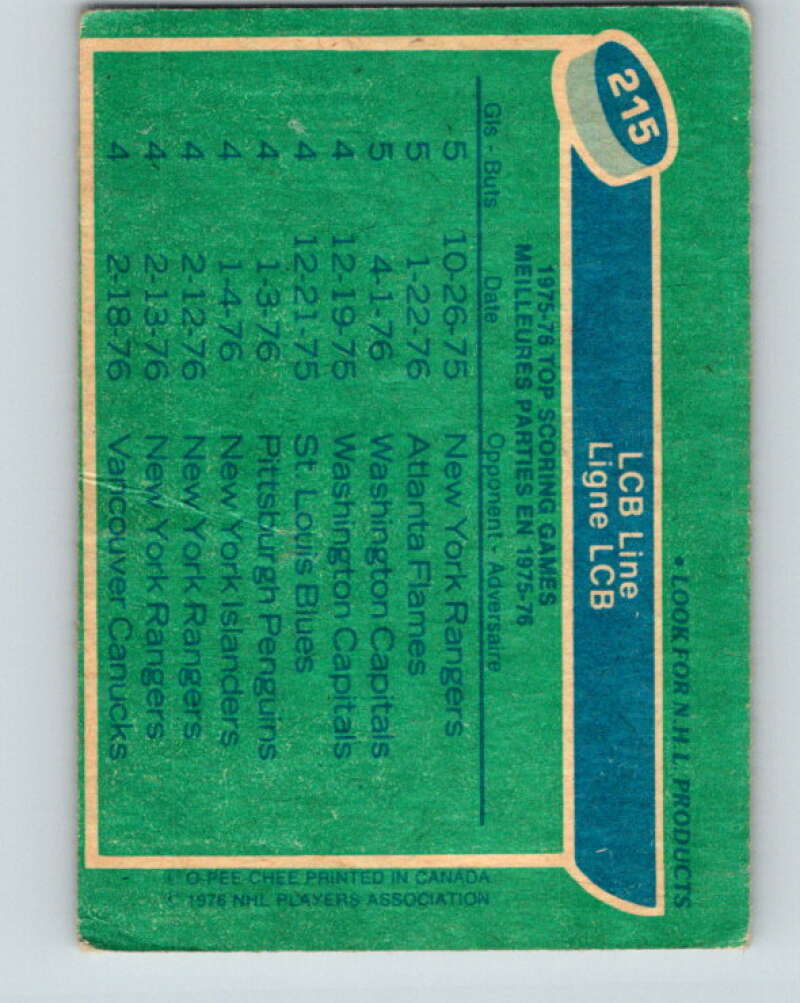 • LOOK FOR N.H.L. PRODUCTS
215
LCB Line
Ligne LCB
1975-76 TOP SCORING GAMES
MEILLEURES PARTIES EN 1975-76
Gls - Buts Date Opponent - Adversaire
5 10-26-75 New York Rangers
5 1-22-76 Atlanta Flames
5 4-1-76 Washington Capitals
4 12-19-75 Washington Capitals
4 12-21-75 St. Louis Blues
4 1-3-76 Pittsburgh Penguins
4 1-4-76 New York Islanders
4 2-12-76 New York Rangers
4 2-13-76 New York Rangers
4 2-18-76 Vancouver Canucks
© O-PEE-CHEE PRINTED IN CANADA
© 1976 NHL PLAYERS ASSOCIATION